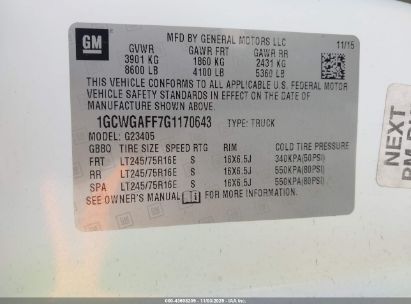 GM
MFD BY GENERAL MOTORS LLC
11/15
GVWR GAWR FRT GAWR RR
3901 KG 1860 KG 2431 KG
8600 LB 4100 LB 5360 LB
THIS VEHICLE CONFORMS TO ALL APPLICABLE U.S. FEDERAL MOTOR
VEHICLE SAFETY STANDARDS IN EFFECT ON THE DATE OF
MANUFACTURE SHOWN ABOVE.
1GCWGAFF7G1170643 TYPE: TRUCK
MODEL: G23405
GBBO TIRE SIZE SPEED RTG RIM COLD TIRE PRESSURE
FRT LT245/75R16E S 16X6.5J 340KPA(50PSI)
RR LT245/75R16E S 16X6.5J 550KPA(80PSI)
SPA LT245/75R16E S 16X6.5J 550KPA(80PSI)
SEE OWNER'S MANUAL FOR MORE INFORMATION.
NEXT